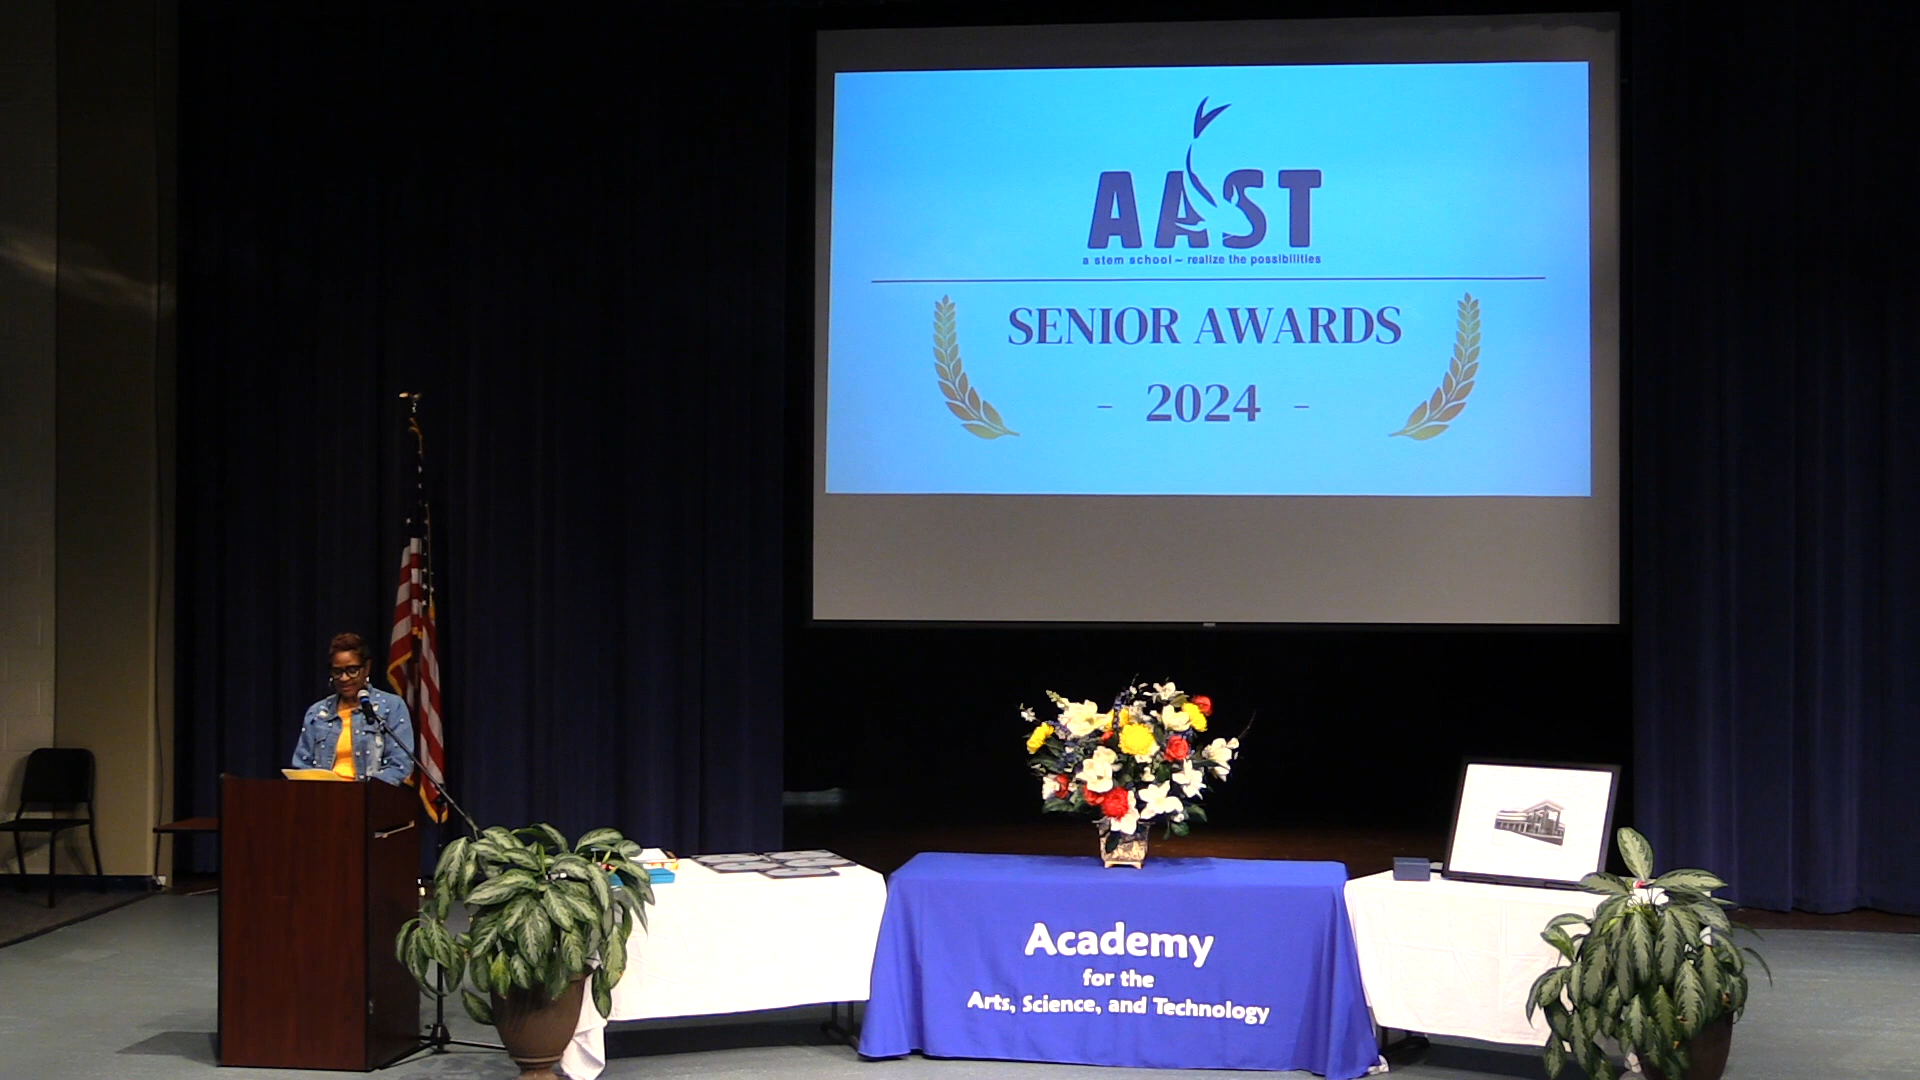 AAST
a stem school – realize the possibilities
SENIOR AWARDS
- 2024 -
Academy
for the
Arts, Science, and Technology